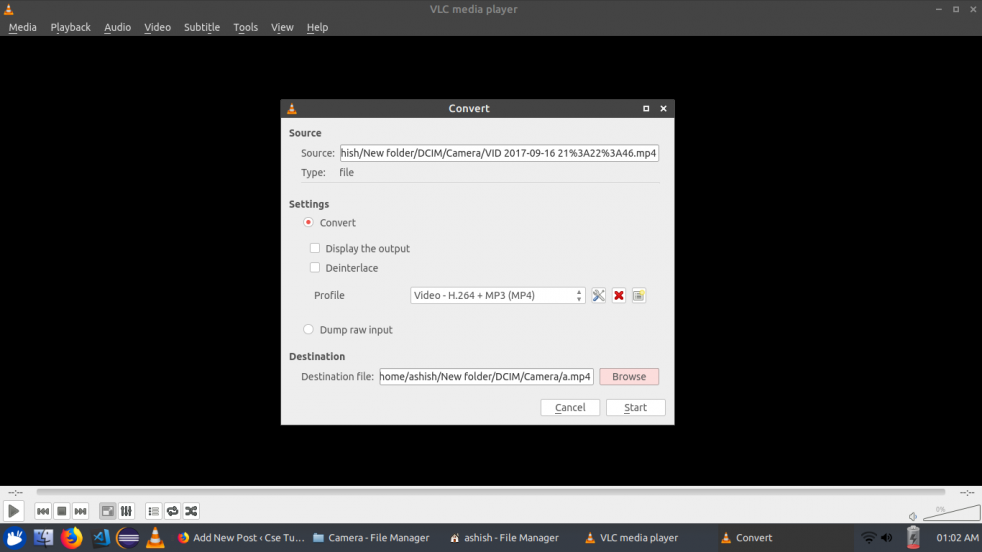 VLC media player
Media Playback Audio Video Subtitle Tools View Help
Convert
Source
Source: hish/New folder/DCIM/Camera/VID 2017-09-16 21%3A22%3A46.mp4
Type: file
Settings
Convert
Display the output
Deinterlace
Profile Video - H.264 + MP3 (MP4)
Dump raw input
Destination
Destination file: home/ashish/New folder/DCIM/Camera/a.mp4 Browse
Cancel Start
--:-- --:--
0%
Add New Post ‹ Cse Tu... Camera - File Manager ashish - File Manager VLC media player Convert 01:02 AM